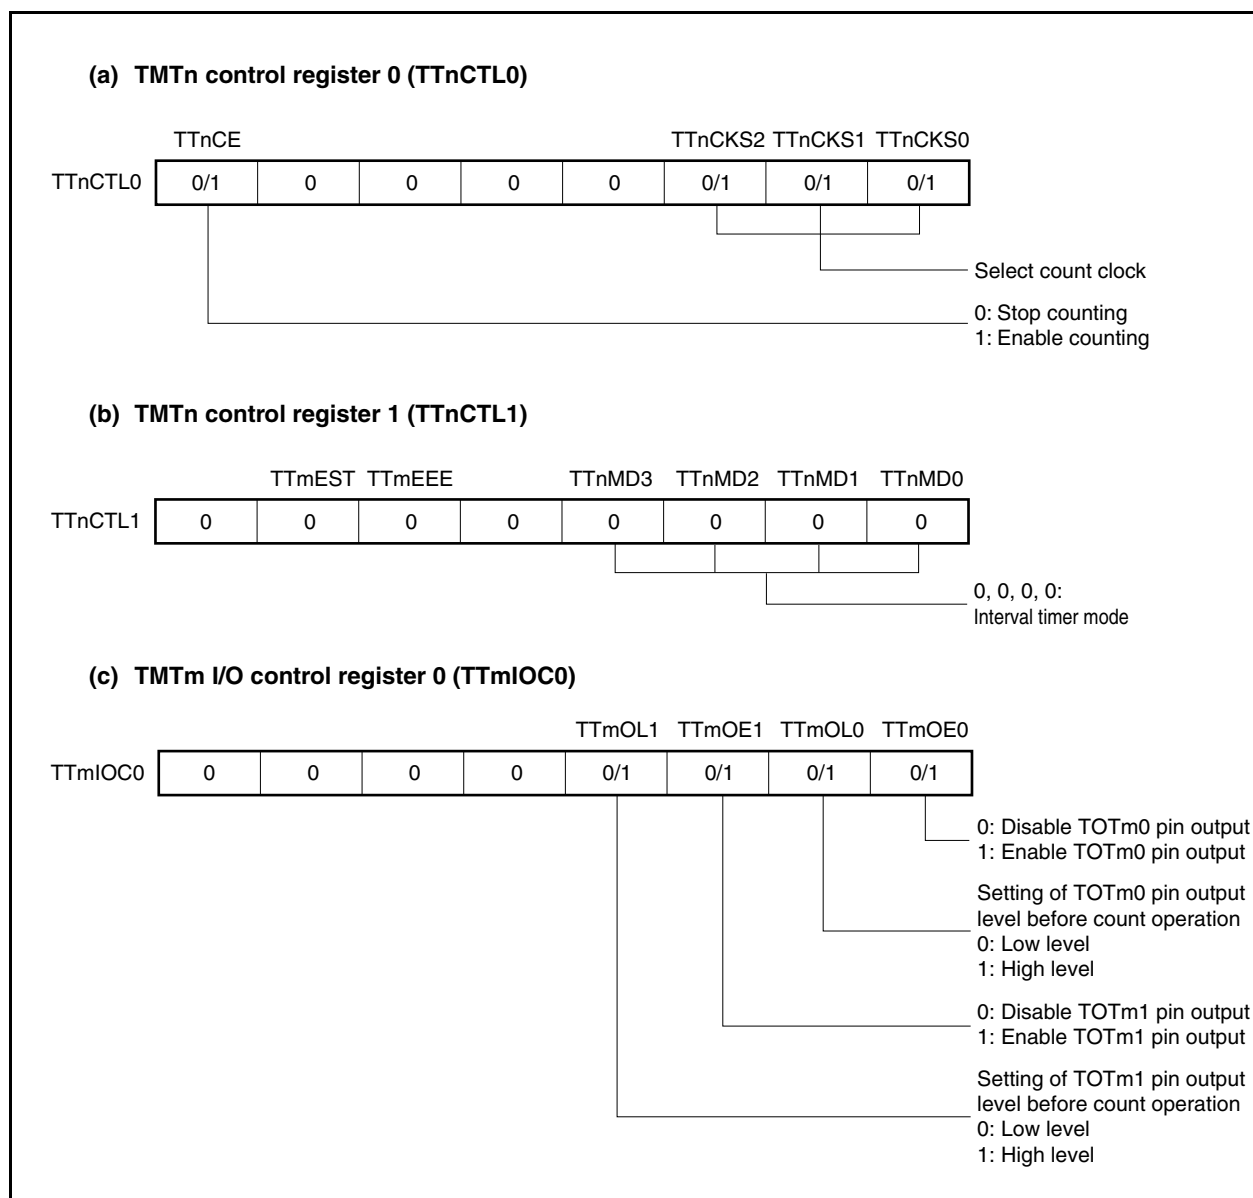 (a) TMTn control register 0 (TTnCTL0)
TTnCE TTnCKS2 TTnCKS1 TTnCKS0
TTnCTL0 0/1 0 0 0 0 0/1 0/1 0/1
Select count clock
0: Stop counting
1: Enable counting
(b) TMTn control register 1 (TTnCTL1)
TTmEST TTmEEE TTnMD3 TTnMD2 TTnMD1 TTnMD0
TTnCTL1 0 0 0 0 0 0 0 0
0, 0, 0, 0:
Interval timer mode
(c) TMTm I/O control register 0 (TTmIOC0)
TTmOL1 TTmOE1 TTmOL0 TTmOE0
TTmIOC0 0 0 0 0 0/1 0/1 0/1 0/1
0: Disable TOTm0 pin output
1: Enable TOTm0 pin output
Setting of TOTm0 pin output
level before count operation
0: Low level
1: High level
0: Disable TOTm1 pin output
1: Enable TOTm1 pin output
Setting of TOTm1 pin output
level before count operation
0: Low level
1: High level